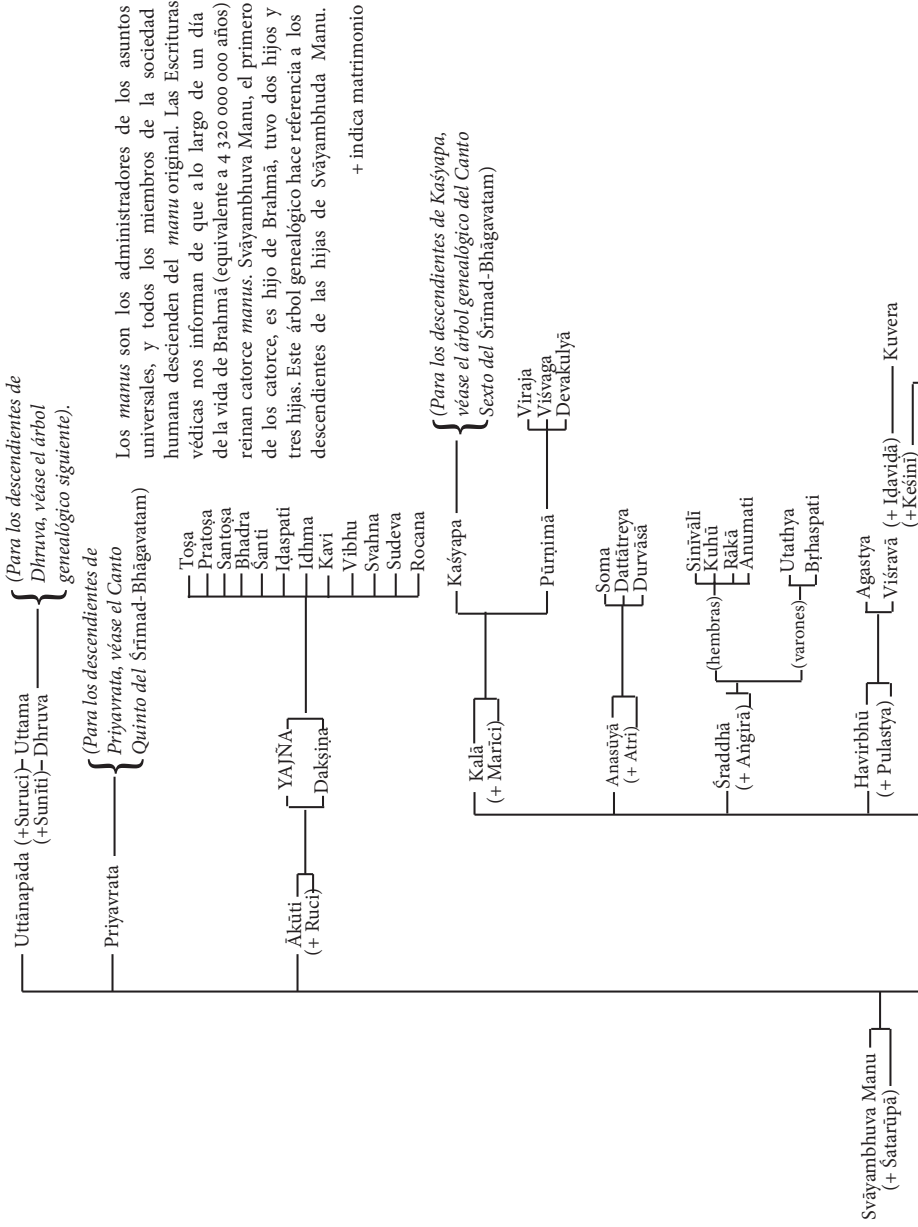 Los manus son los administradores de los asuntos
universales, y todos los miembros de la sociedad
humana descienden del manu original. Las Escrituras
védicas nos informan de que alo largo de un día
de la vida de Brahmā (equivalente a 4 320 000 000 años)
reinan catorce manus. Svāyambhuva Manu, el primero
de los catorce, es hijo de Brahmā, tuvo dos hijos y
tres hijas. Este árbol genealógico hace referencia a los
descendientes de las hijas de Svāyambhuda Manu.
+ indica matrimonio
Svāyambhuva Manu
(+ Śatarūpā)
Uttānapāda (+Suruci) Uttama
(+Sunīti) Dhruva
(Para los descendientes de
Dhruva, véase el árbol
genealógico siguiente).
Priyavrata
(Para los descendientes de
Priyavrata, véase el Canto
Quinto del Śrīmad-Bhāgavatam)
Ākūti
(+ Ruci)
YAJÑA
Dakṣiṇa
Toṣa
Pratoṣa
Santoṣa
Bhadra
Śanti
Iḍaspati
Idhma
Kavi
Vibhu
Svahna
Sudeva
Rocana
Kalā
(+ Marīci)
Kaśyapa
(Para los descendientes de Kaśyapa,
véase el árbol genealógico del Canto
Sexto del Śrīmad-Bhāgavatam)
Pūrṇimā
Viraja
Viśvaga
Devakulyā
Anasūyā
(+ Atri)
Soma
Dattātreya
Durvāsā
Śraddhā
(+ Aṅgirā)
(hembras)
Sinīvālī
Kuhū
Rākā
Anumati
(varones)
Utathya
Bṛhaspati
Havirbhū
(+ Pulastya)
Agastya
Viśravā
(+ Iḍaviḍā)
Kuvera
(+Keśinī)